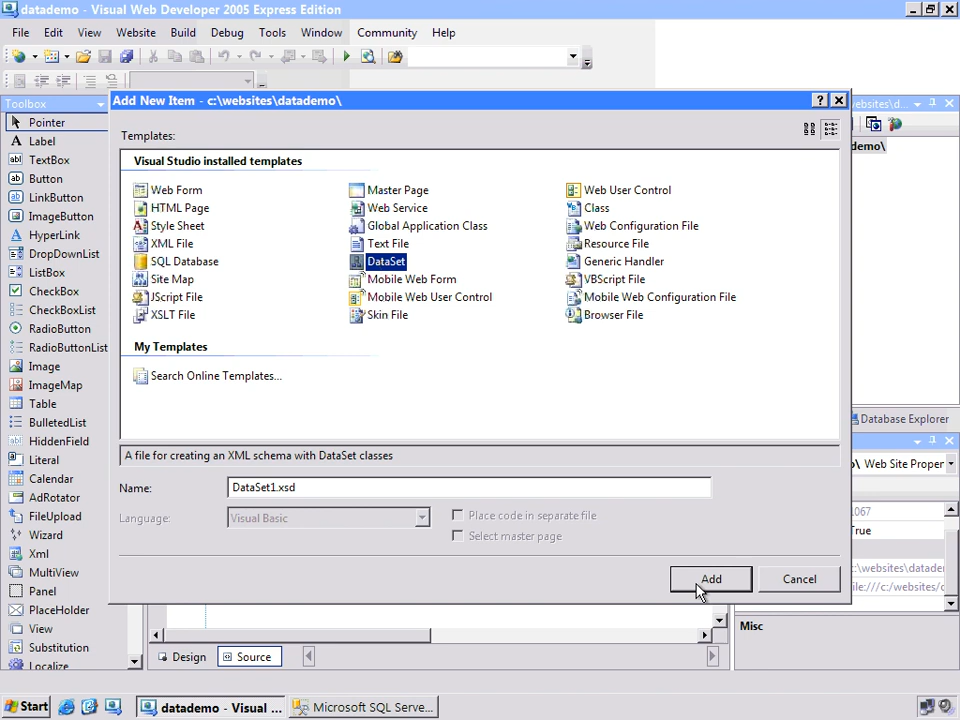 datademo - Visual Web Developer 2005 Express Edition
File Edit View Website Build Debug Tools Window Community Help
Toolbox
Add New Item - c:\websites\datademo\
ebsites\d...
Pointer
Label
TextBox
Button
LinkButton
ImageButton
HyperLink
DropDownList
ListBox
CheckBox
CheckBoxList
RadioButton
RadioButtonList
Image
ImageMap
Table
BulletedList
HiddenField
Literal
Calendar
AdRotator
FileUpload
Wizard
Xml
MultiView
Panel
PlaceHolder
View
Substitution
Localize
Templates:
Visual Studio installed templates
Web Form Master Page Web User Control
HTML Page Web Service Class
Style Sheet Global Application Class Web Configuration File
XML File Text File Resource File
SQL Database DataSet Generic Handler
Site Map Mobile Web Form VBScript File
JScript File Mobile Web User Control Mobile Web Configuration File
XSLT File Skin File Browser File
My Templates
Search Online Templates...
A file for creating an XML schema with DataSet classes
Name: DataSet1.xsd
Language: Visual Basic
Place code in separate file
Select master page
Add Cancel
demo\
Database Explorer
o\ Web Site Proper
1067
True
c:\websites\datader
ile:///c:/websites/c
Misc
Design Source
Start datademo - Visual ... Microsoft SQL Serve...